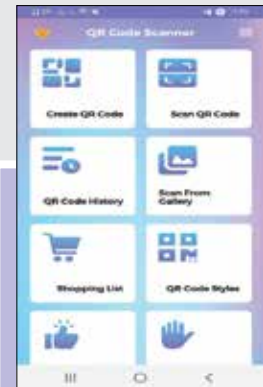 QR Code Scanner
Create QR Code
Scan QR Code
QR Code History
Scan From
Gallery
Shopping List
QR Code Styles